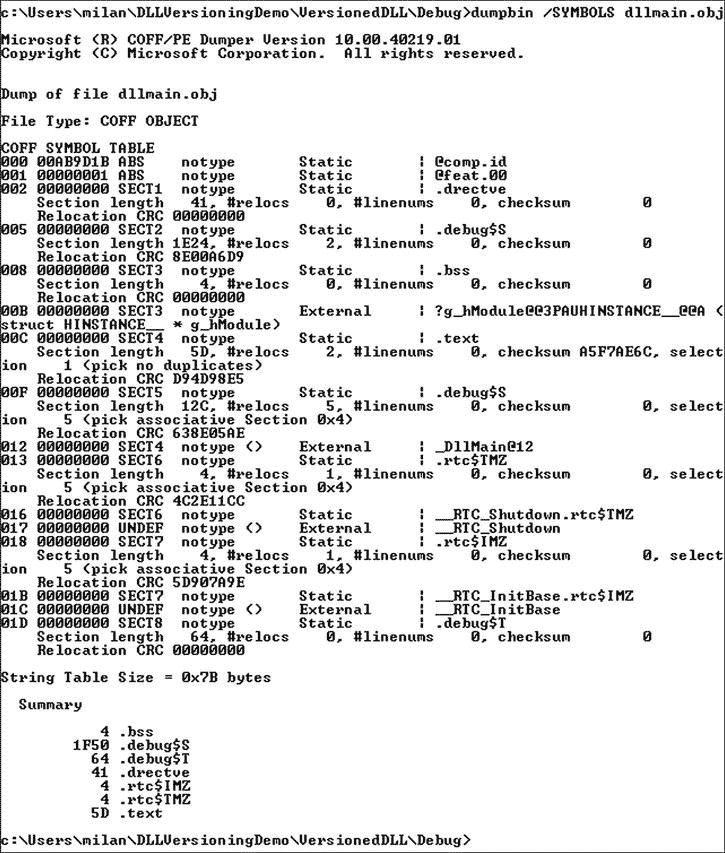 c:\Users\milan\DLLVersioningDemo\VersionedDLL\Debug>dumpbin /SYMBOLS dllmain.obj
Microsoft (R) COFF/PE Dumper Version 10.00.40219.01
Copyright (C) Microsoft Corporation.  All rights reserved.
Dump of file dllmain.obj
File Type: COFF OBJECT
COFF SYMBOL TABLE
000 00AB9D1B ABS    notype       Static       | @comp.id
001 00000001 ABS    notype       Static       | @feat.00
002 00000000 SECT1  notype       Static       | .drectve
    Section length   41, #relocs    0, #linenums    0, checksum        0
    Relocation CRC 00000000
005 00000000 SECT2  notype       Static       | .debug$S
    Section length 1E24, #relocs    2, #linenums    0, checksum        0
    Relocation CRC 8E00A6D9
008 00000000 SECT3  notype       Static       | .bss
    Section length    4, #relocs    0, #linenums    0, checksum        0
    Relocation CRC 00000000
00B 00000000 SECT3  notype       External     | ?g_hModule@@3PAUHINSTANCE__@@A (
struct HINSTANCE__ * g_hModule)
00C 00000000 SECT4  notype       Static       | .text
    Section length   5D, #relocs    2, #linenums    0, checksum A5F7AE6C, select
ion    1 (pick no duplicates)
    Relocation CRC D94D98E5
00F 00000000 SECT5  notype       Static       | .debug$S
    Section length  12C, #relocs    5, #linenums    0, checksum        0, select
ion    5 (pick associative Section 0x4)
    Relocation CRC 638E05AE
012 00000000 SECT4  notype ()    External     | _DllMain@12
013 00000000 SECT6  notype       Static       | .rtc$TMZ
    Section length    4, #relocs    1, #linenums    0, checksum        0, select
ion    5 (pick associative Section 0x4)
    Relocation CRC 4C2E11CC
016 00000000 SECT6  notype       Static       | __RTC_Shutdown.rtc$TMZ
017 00000000 UNDEF  notype ()    External     | __RTC_Shutdown
018 00000000 SECT7  notype       Static       | .rtc$IMZ
    Section length    4, #relocs    1, #linenums    0, checksum        0, select
ion    5 (pick associative Section 0x4)
    Relocation CRC 5D907A9E
01B 00000000 SECT7  notype       Static       | __RTC_InitBase.rtc$IMZ
01C 00000000 UNDEF  notype ()    External     | __RTC_InitBase
01D 00000000 SECT8  notype       Static       | .debug$T
    Section length   64, #relocs    0, #linenums    0, checksum        0
    Relocation CRC 00000000
String Table Size = 0x7B bytes
  Summary
           4 .bss
        1F50 .debug$S
          64 .debug$T
          41 .drectve
           4 .rtc$IMZ
           4 .rtc$TMZ
          5D .text
c:\Users\milan\DLLVersioningDemo\VersionedDLL\Debug>